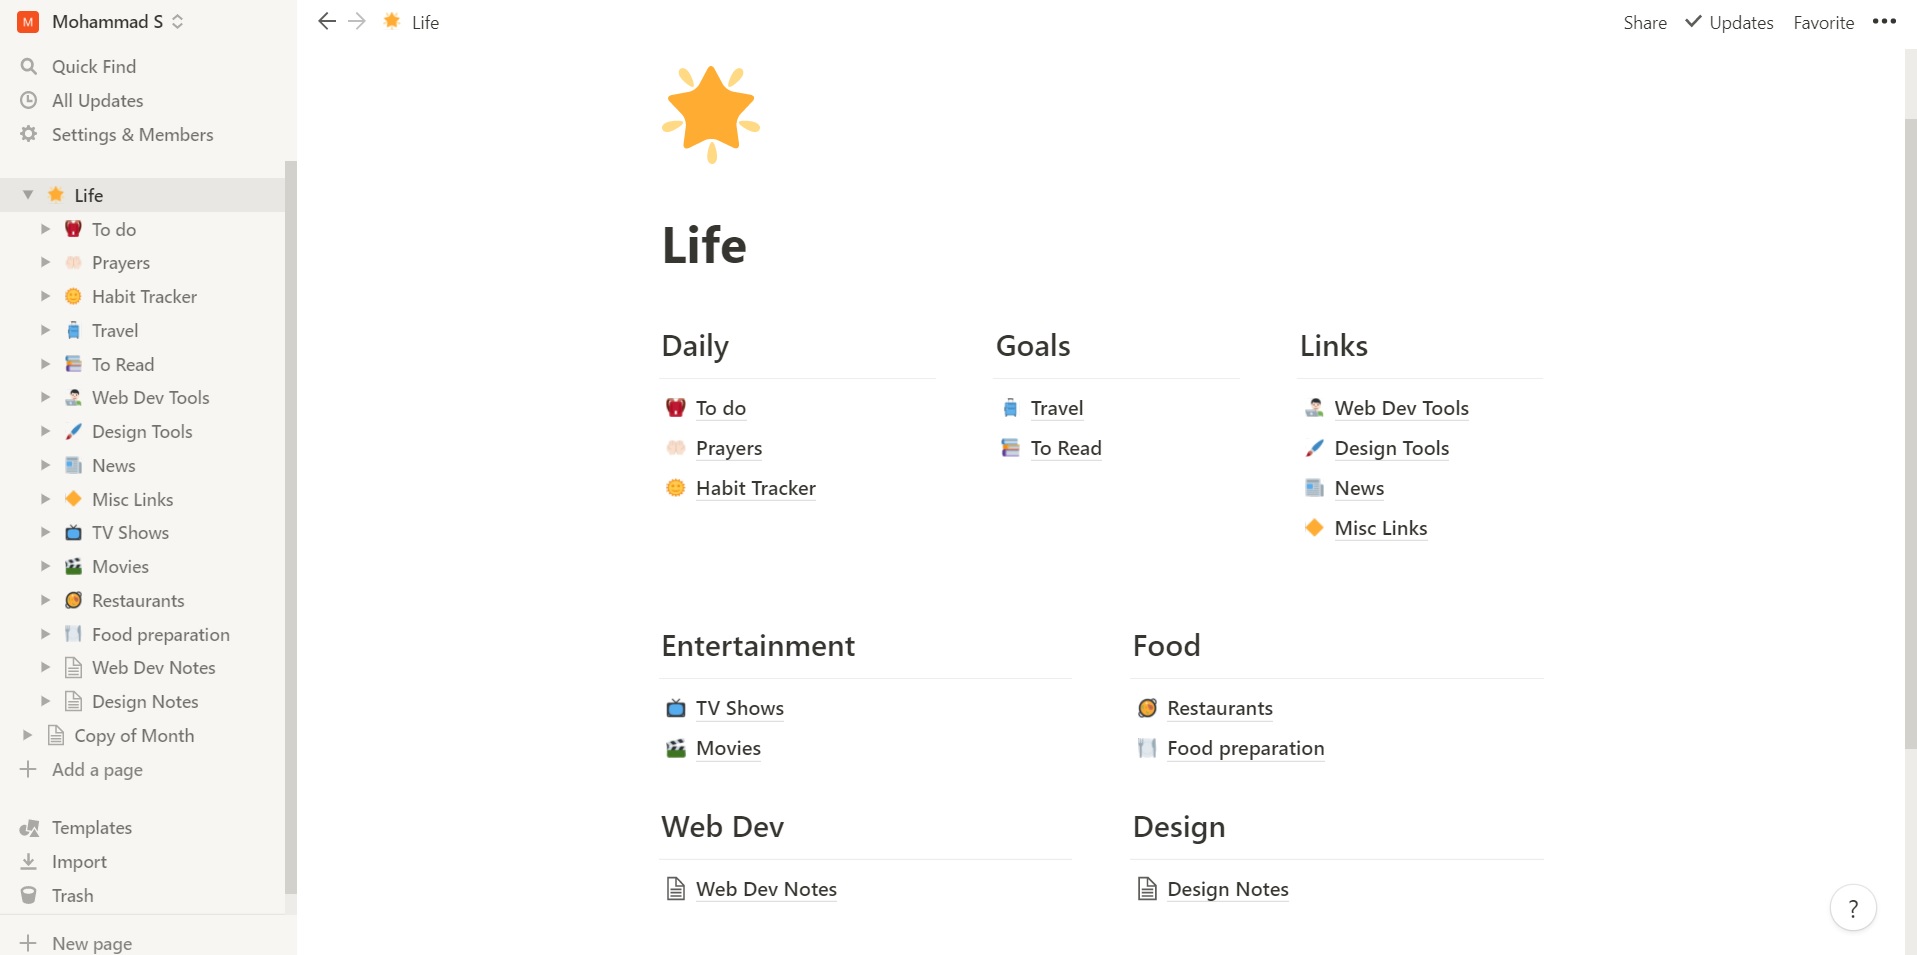 M Mohammad S
Quick Find
All Updates
Settings & Members
Life
To do
Prayers
Habit Tracker
Travel
To Read
Web Dev Tools
Design Tools
News
Misc Links
TV Shows
Movies
Restaurants
Food preparation
Web Dev Notes
Design Notes
Copy of Month
Add a page
Templates
Import
Trash
New page
Life
Share Updates Favorite
Life
Daily
To do
Prayers
Habit Tracker
Goals
Travel
To Read
Links
Web Dev Tools
Design Tools
News
Misc Links
Entertainment
TV Shows
Movies
Food
Restaurants
Food preparation
Web Dev
Web Dev Notes
Design
Design Notes
?